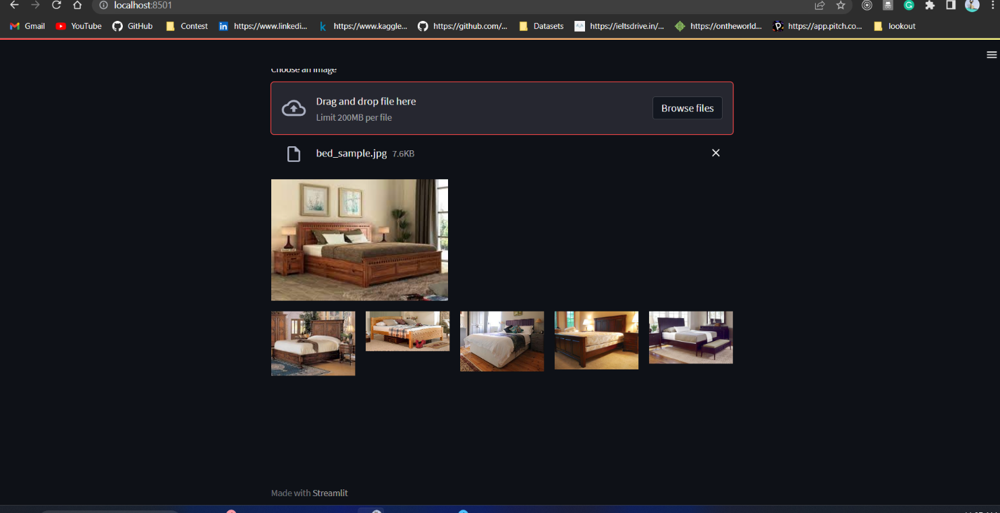 localhost:8501
Gmail YouTube GitHub Contest https://www.linkedi... https://www.kaggle... https://github.com/... Datasets https://ieltsdrive.in/... https://ontheworld... https://app.pitch.co... lookout
Choose an image
Drag and drop file here
Limit 200MB per file
Browse files
bed_sample.jpg 7.6KB
Made with Streamlit